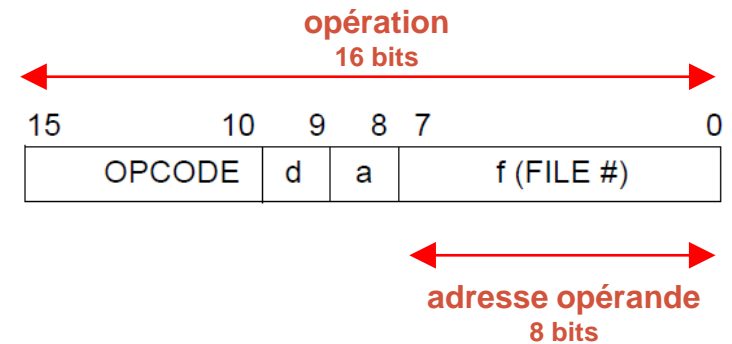 opération
16 bits
15 10 9 8 7 0
OPCODE d a f (FILE #)
adresse opérande
8 bits